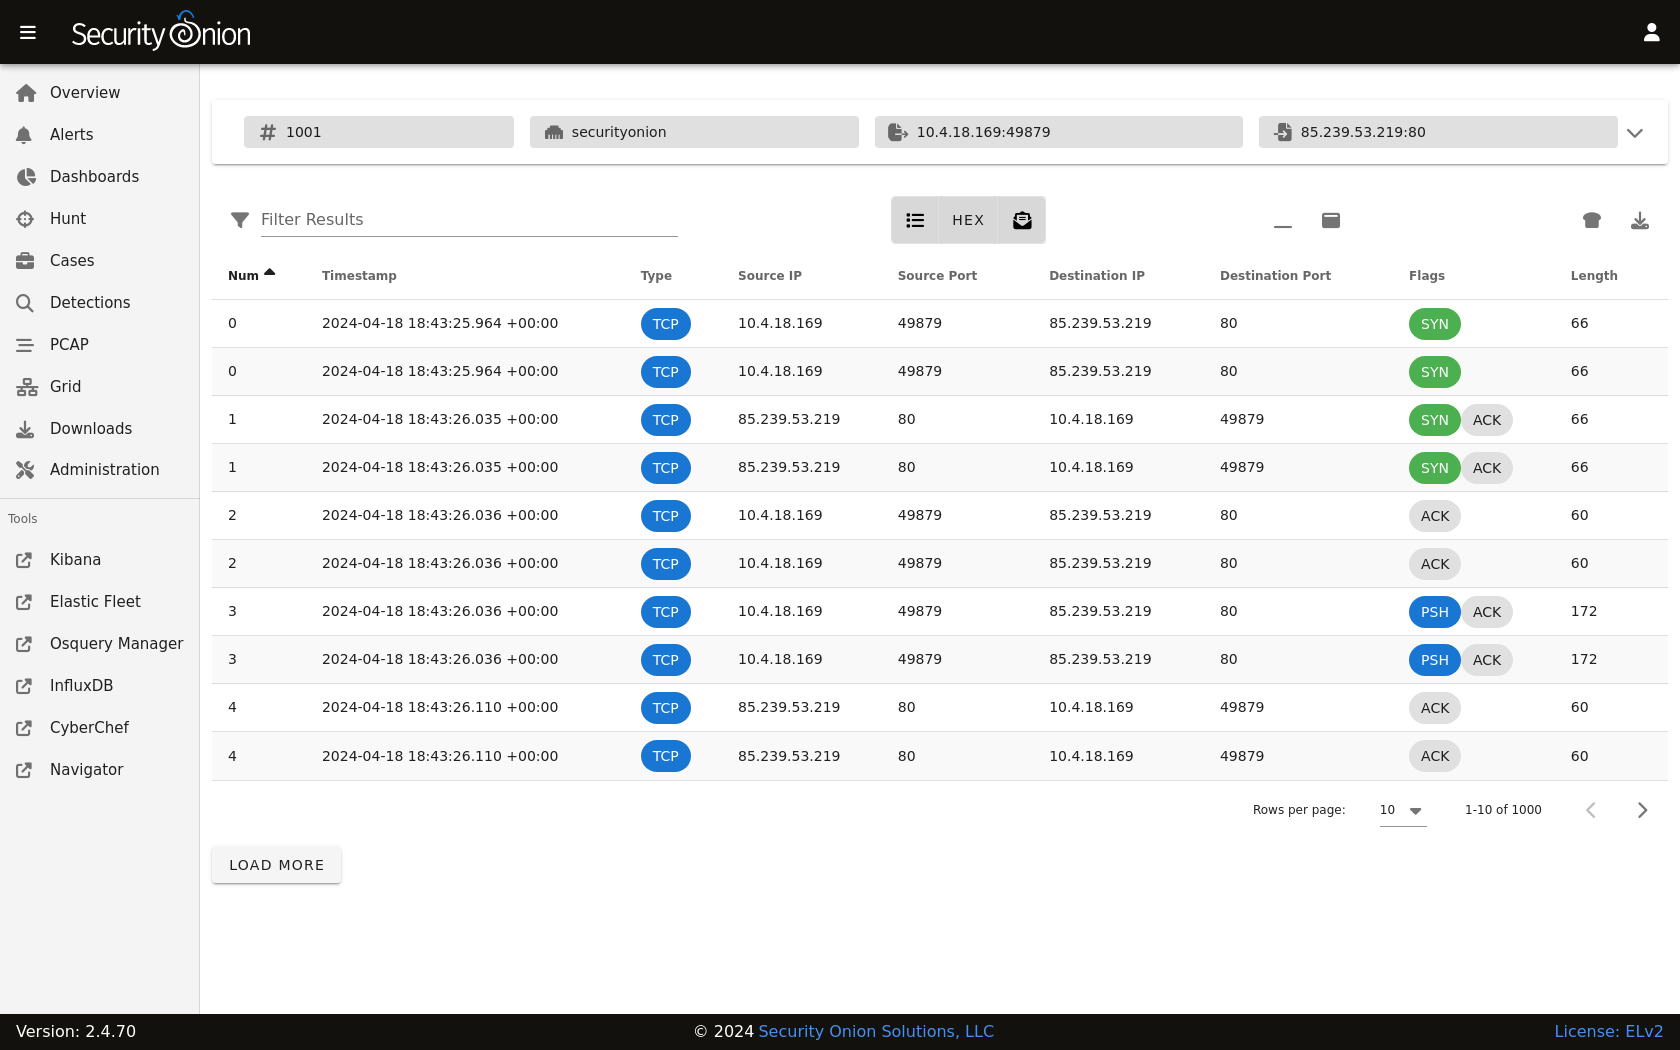 Security Onion
Overview
Alerts
Dashboards
Hunt
Cases
Detections
PCAP
Grid
Downloads
Administration
Tools
Kibana
Elastic Fleet
Osquery Manager
InfluxDB
CyberChef
Navigator
1001 securityonion 10.4.18.169:49879 85.239.53.219:80
Filter Results HEX
Num Timestamp Type Source IP Source Port Destination IP Destination Port Flags Length
0 2024-04-18 18:43:25.964 +00:00 TCP 10.4.18.169 49879 85.239.53.219 80 SYN 66
0 2024-04-18 18:43:25.964 +00:00 TCP 10.4.18.169 49879 85.239.53.219 80 SYN 66
1 2024-04-18 18:43:26.035 +00:00 TCP 85.239.53.219 80 10.4.18.169 49879 SYN ACK 66
1 2024-04-18 18:43:26.035 +00:00 TCP 85.239.53.219 80 10.4.18.169 49879 SYN ACK 66
2 2024-04-18 18:43:26.036 +00:00 TCP 10.4.18.169 49879 85.239.53.219 80 ACK 60
2 2024-04-18 18:43:26.036 +00:00 TCP 10.4.18.169 49879 85.239.53.219 80 ACK 60
3 2024-04-18 18:43:26.036 +00:00 TCP 10.4.18.169 49879 85.239.53.219 80 PSH ACK 172
3 2024-04-18 18:43:26.036 +00:00 TCP 10.4.18.169 49879 85.239.53.219 80 PSH ACK 172
4 2024-04-18 18:43:26.110 +00:00 TCP 85.239.53.219 80 10.4.18.169 49879 ACK 60
4 2024-04-18 18:43:26.110 +00:00 TCP 85.239.53.219 80 10.4.18.169 49879 ACK 60
Rows per page: 10 1-10 of 1000
LOAD MORE
Version: 2.4.70 © 2024 Security Onion Solutions, LLC License: ELv2